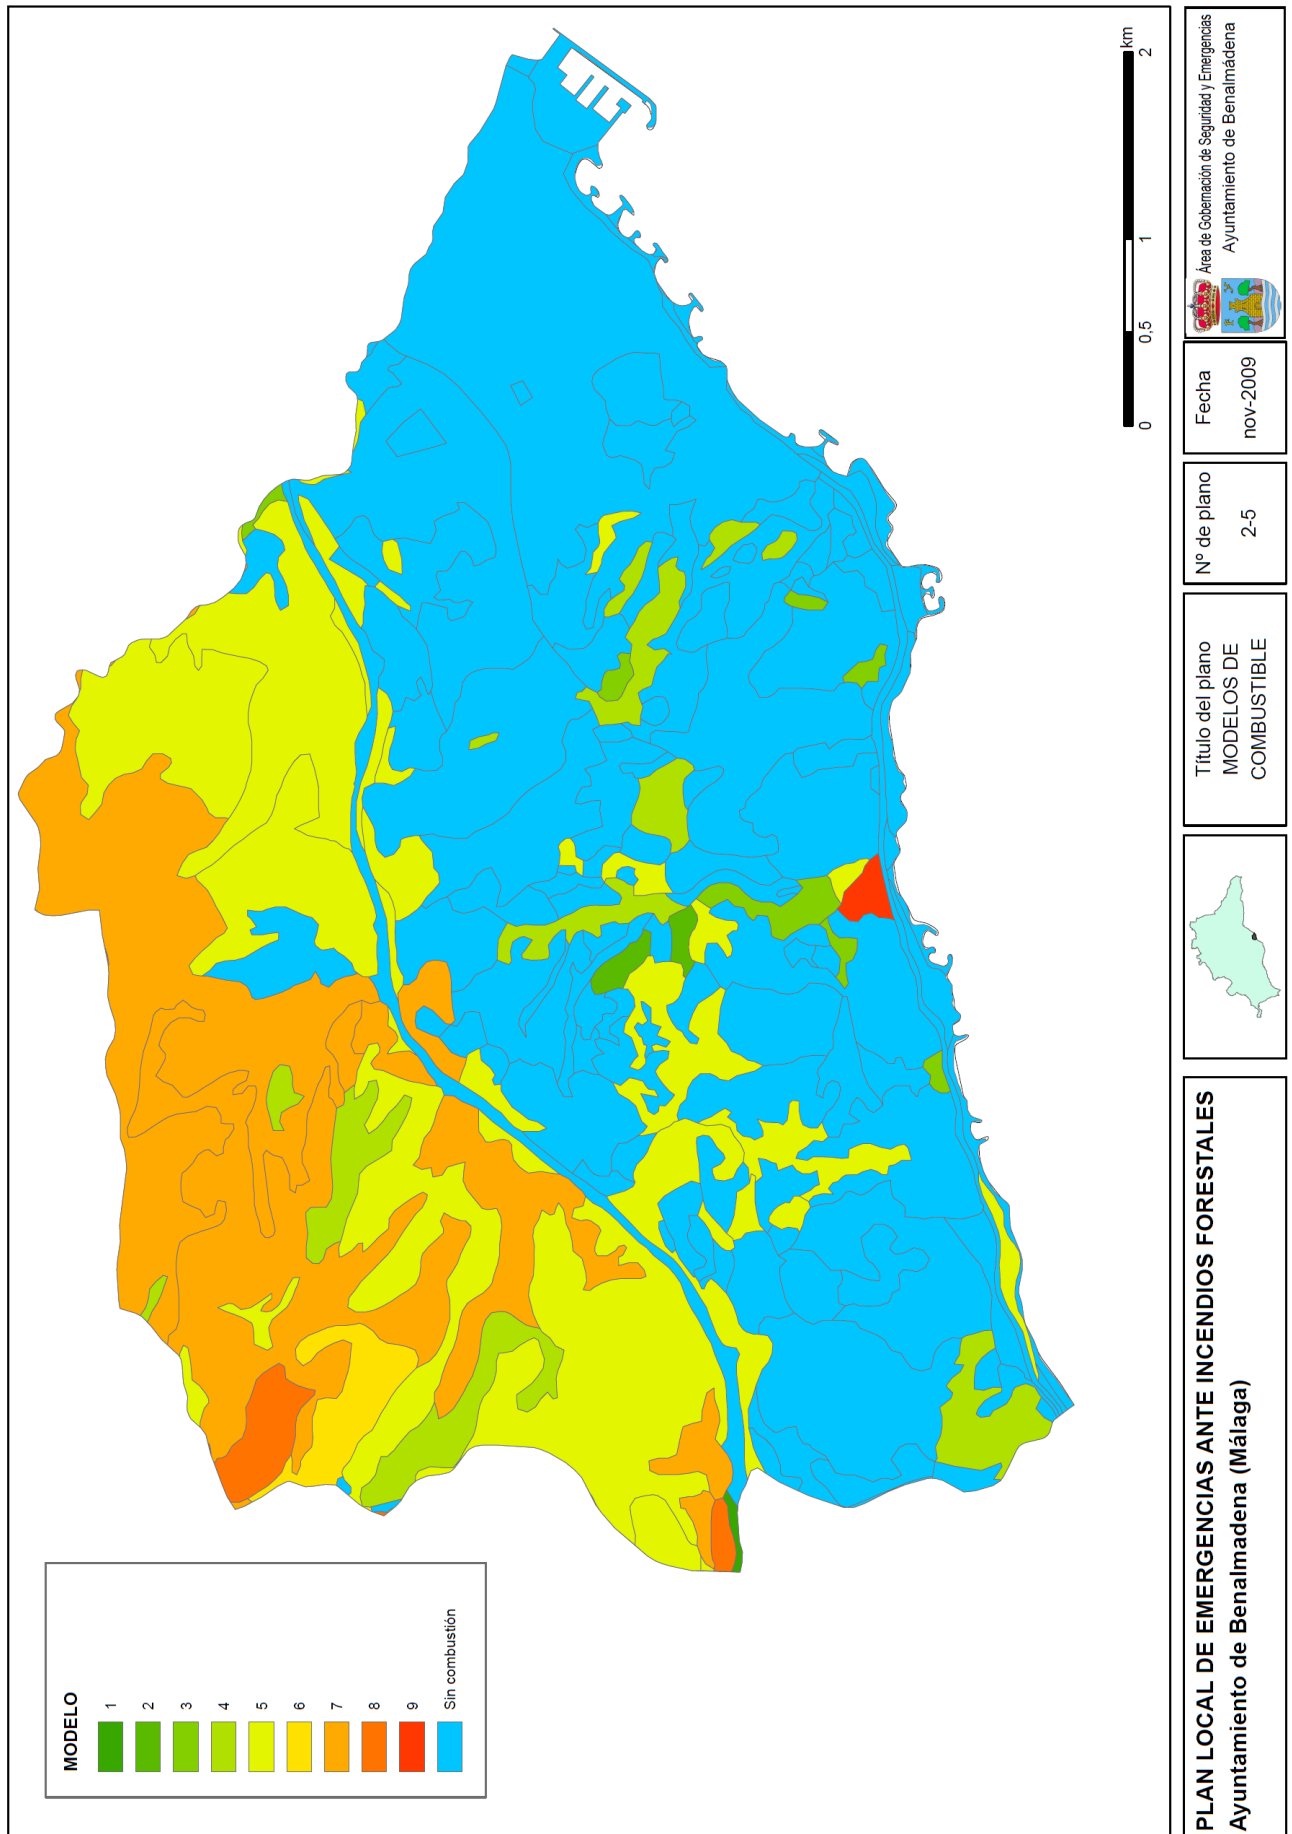 MODELO
1
2
3
4
5
6
7
8
9
Sin combustión
0
0,5
1
2
km
PLAN LOCAL DE EMERGENCIAS ANTE INCENDIOS FORESTALES
Ayuntamiento de Benalmadena (Málaga)
Título del plano
MODELOS DE
COMBUSTIBLE
Nº de plano
2-5
Fecha
nov-2009
Área de Gobernación de Seguridad y Emergencias
Ayuntamiento de Benalmádena